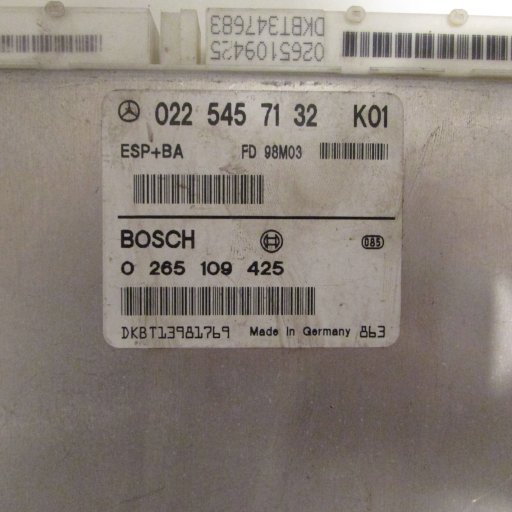 DKBT347683
0265109425
022 545 71 32 K01
ESP+BA FD 98M03
BOSCH
0 265 109 425
DKBT13981769 Made in Germany 863